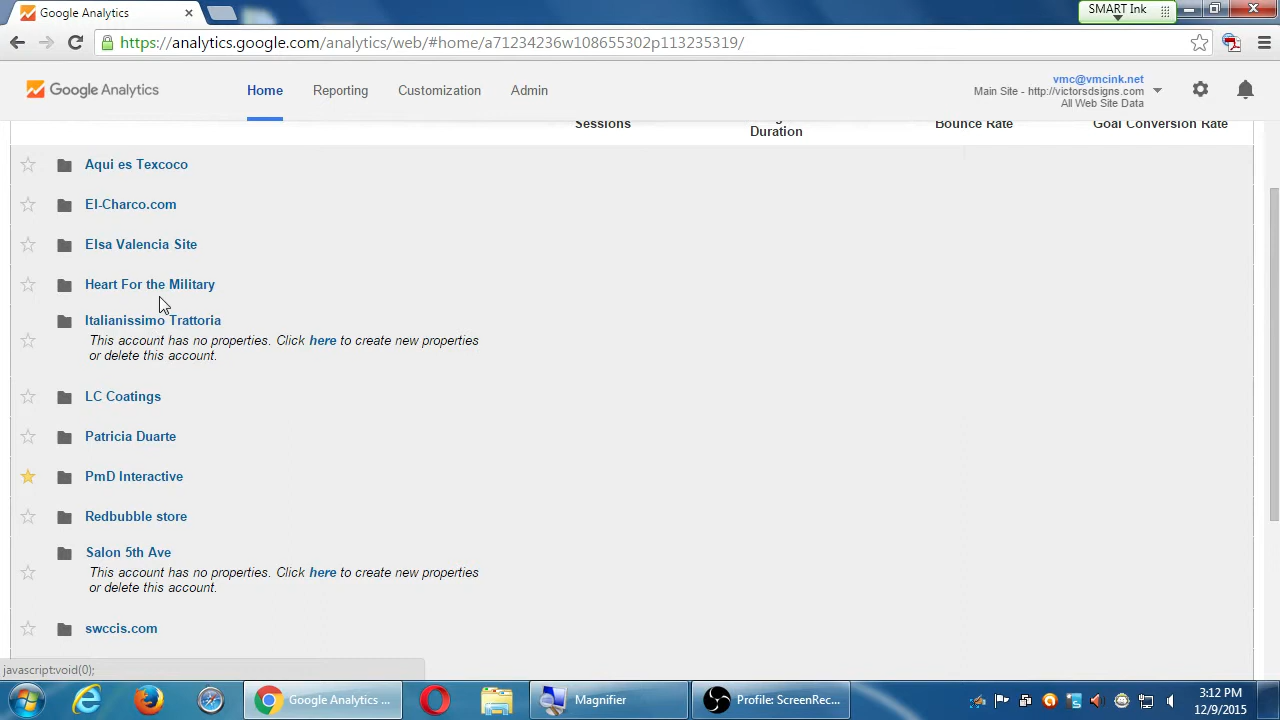 Google Analytics
SMART Ink
https://analytics.google.com/analytics/web/#home/a71234236w108655302p113235319/
Google Analytics
Home
Reporting
Customization
Admin
vmc@vmcink.net
Main Site - http://victorsdsigns.com
All Web Site Data
Sessions
Duration
Bounce Rate
Goal Conversion Rate
Aqui es Texcoco
El-Charco.com
Elsa Valencia Site
Heart For the Military
Italianissimo Trattoria
This account has no properties. Click here to create new properties
or delete this account.
LC Coatings
Patricia Duarte
PmD Interactive
Redbubble store
Salon 5th Ave
This account has no properties. Click here to create new properties
or delete this account.
swccis.com
javascript:void(0);
Google Analytics ...
Magnifier
Profile: ScreenRec...
3:12 PM
12/9/2015